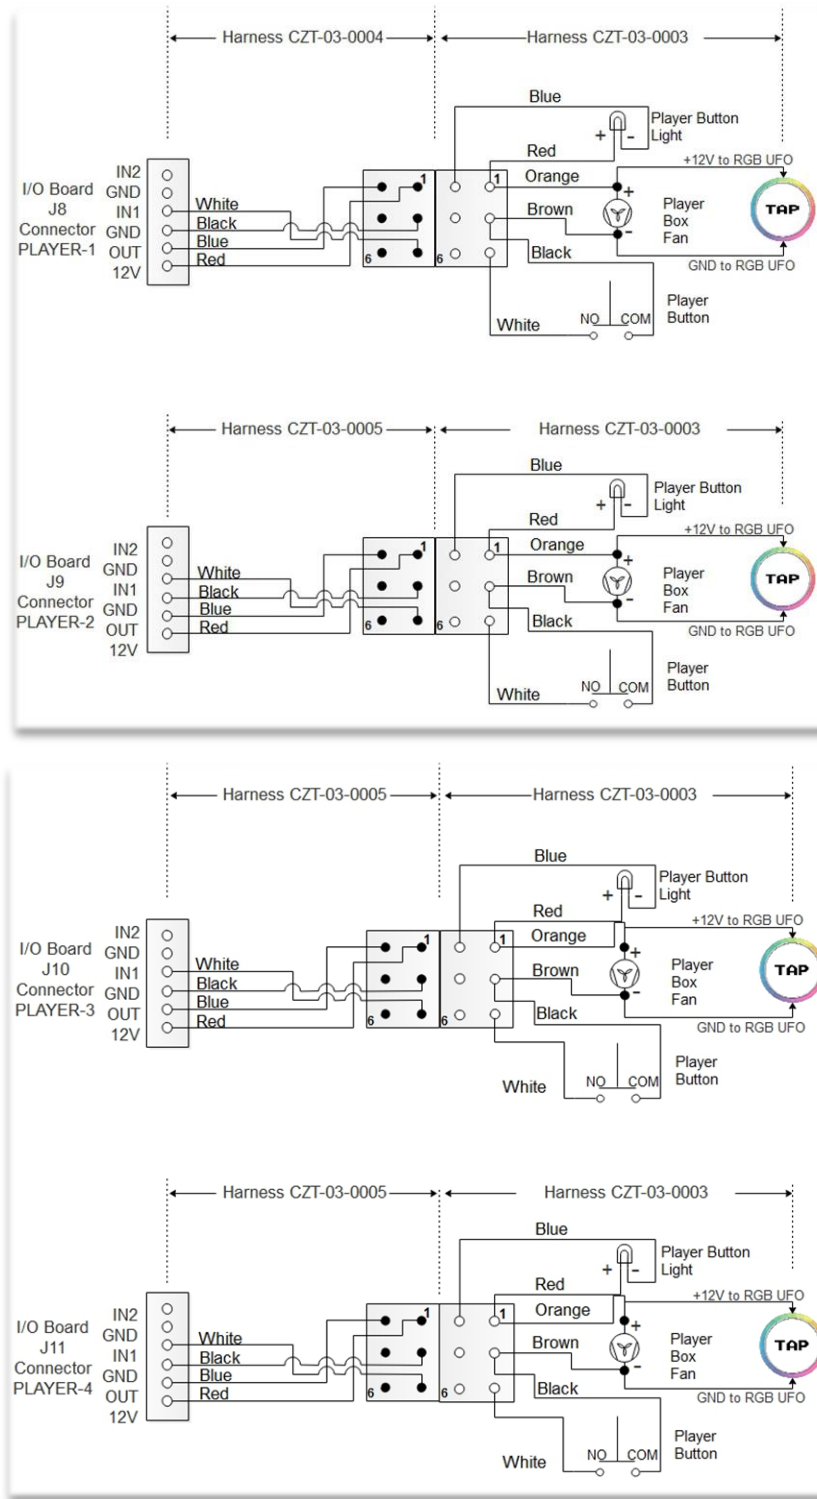 Harness CZT-03-0004
Harness CZT-03-0003
Blue
Player Button
Light
+ -
Red
+12V to RGB UFO
Orange
IN2
GND
IN1
GND
OUT
12V
I/O Board
J8
Connector
PLAYER-1
White
Black
Blue
Red
1
6
6
1
Brown
+
-
Player
Box
Fan
TAP
Black
GND to RGB UFO
White
NO COM
Player
Button
Harness CZT-03-0005
Harness CZT-03-0003
Blue
Player Button
Light
+ -
Red
+12V to RGB UFO
Orange
IN2
GND
IN1
GND
OUT
12V
I/O Board
J9
Connector
PLAYER-2
White
Black
Blue
Red
1
6
6
1
Brown
+
-
Player
Box
Fan
TAP
Black
GND to RGB UFO
White
NO COM
Player
Button
Harness CZT-03-0005
Harness CZT-03-0003
Blue
Player Button
Light
+ -
Red
+12V to RGB UFO
Orange
IN2
GND
IN1
GND
OUT
12V
I/O Board
J10
Connector
PLAYER-3
White
Black
Blue
Red
1
6
6
1
Brown
+
-
Player
Box
Fan
TAP
Black
GND to RGB UFO
White
NO COM
Player
Button
Harness CZT-03-0005
Harness CZT-03-0003
Blue
Player Button
Light
+ -
Red
+12V to RGB UFO
Orange
IN2
GND
IN1
GND
OUT
12V
I/O Board
J11
Connector
PLAYER-4
White
Black
Blue
Red
1
6
6
1
Brown
+
-
Player
Box
Fan
TAP
Black
GND to RGB UFO
White
NO COM
Player
Button